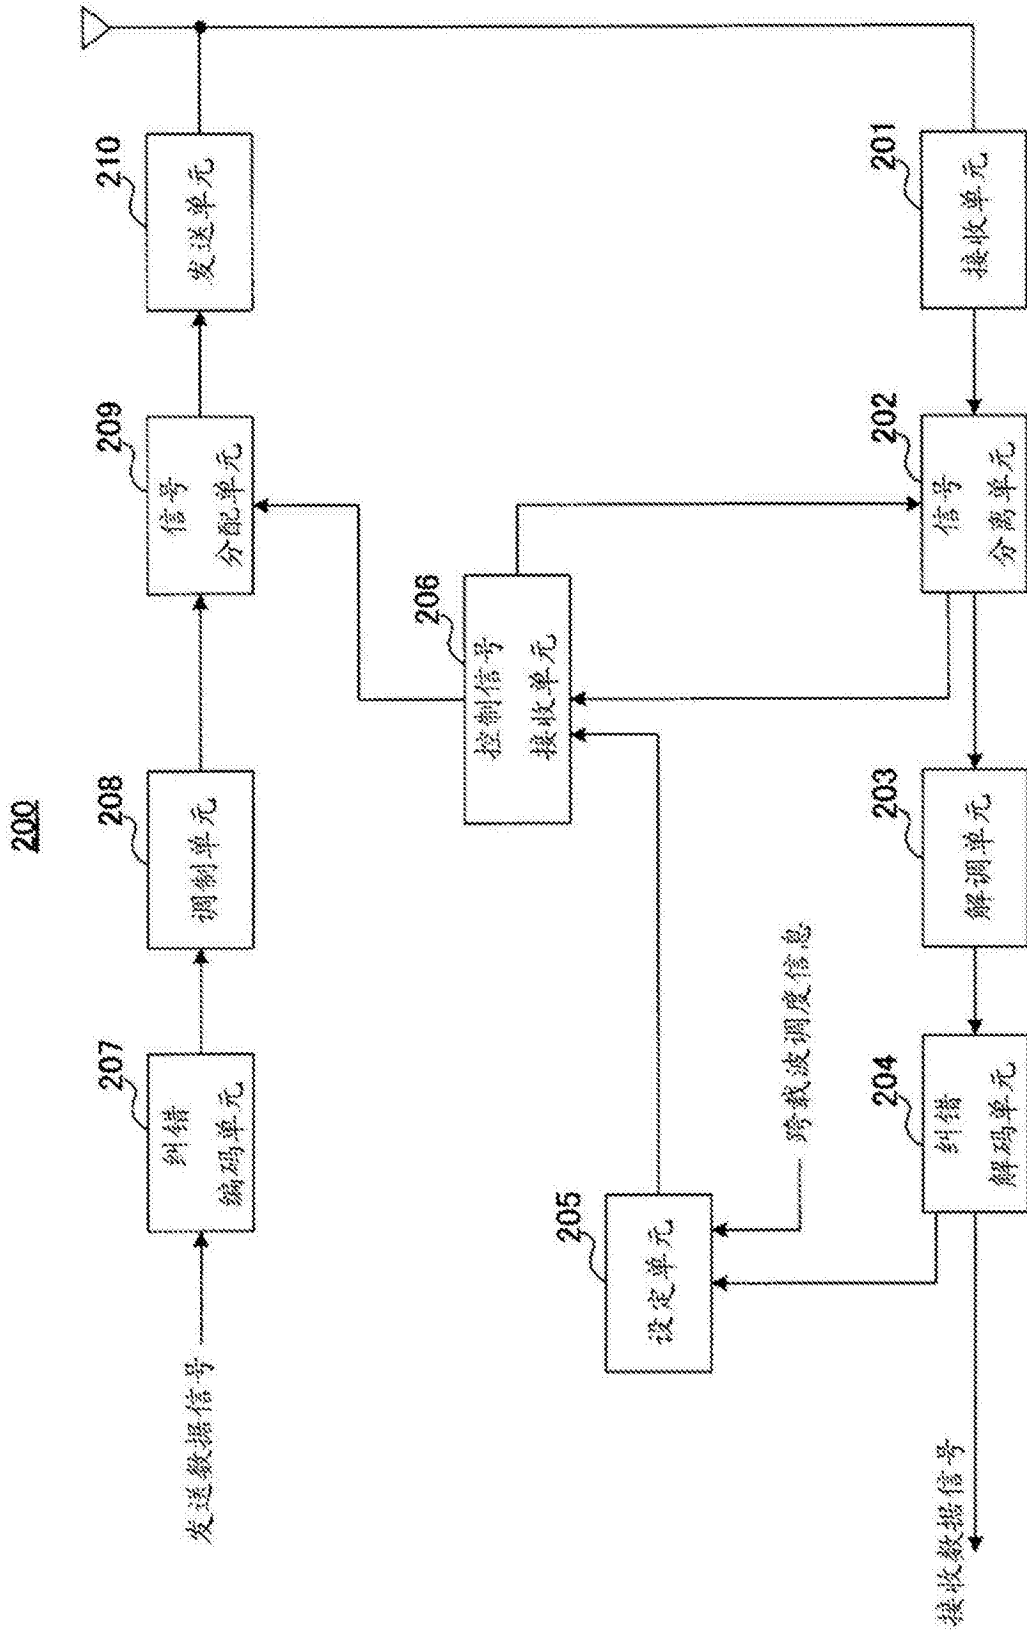 200
207
纠错
编码单元
208
调制单元
209
信号
分配单元
210
发送单元
发送数据信号
206
控制信号
接收单元
205
设定单元
跨载波调度信息
204
纠错
解码单元
203
解调单元
202
信号
分离单元
201
接收单元
接收数据信号